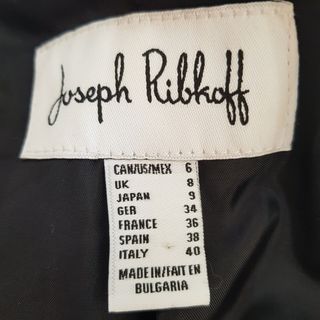 Joseph Ribkoff
CAN/US/MEX 6
UK 8
JAPAN 9
GER 34
FRANCE 36
SPAIN 38
ITALY 40
MADE IN/FAIT EN
BULGARIA